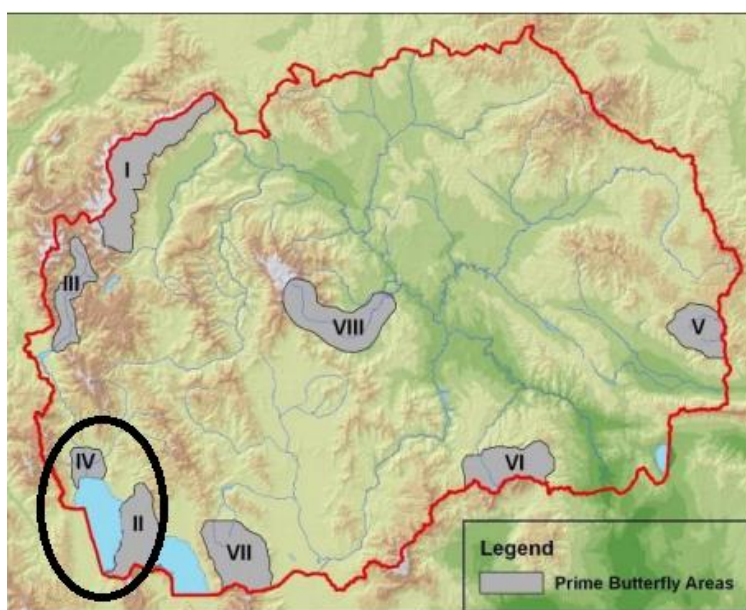 I
III
VIII
V
IV
VI
II
VII
Legend
Prime Butterfly Areas